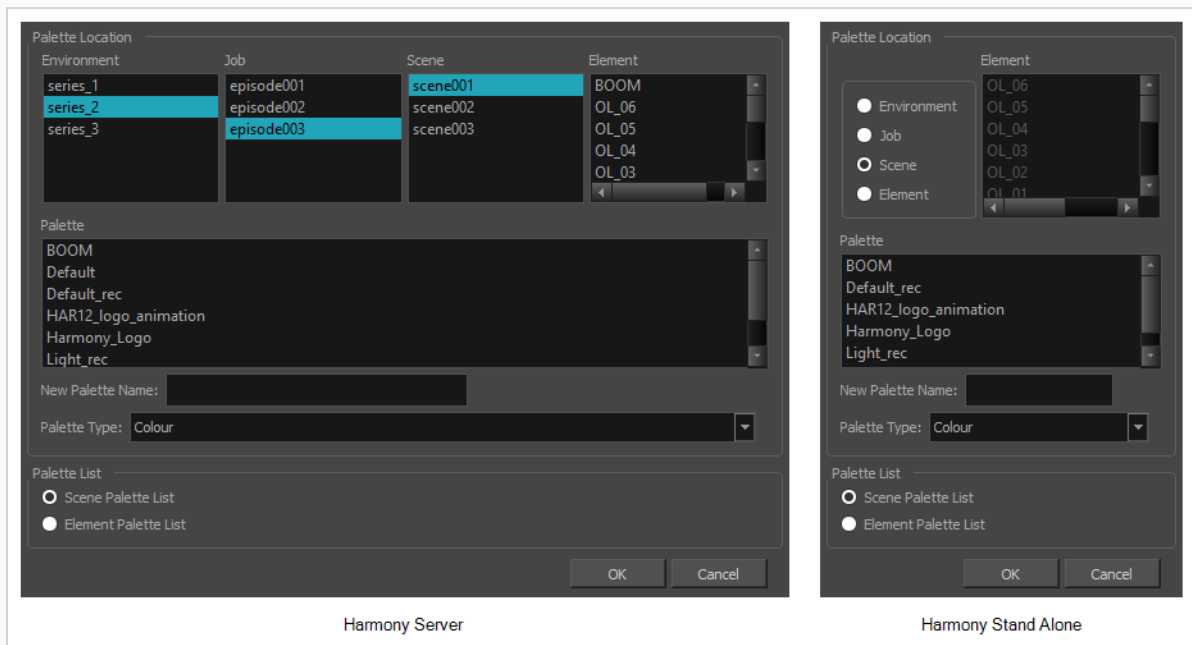 Palette Location
Environment Job Scene Element
series_1 episode001 scene001 BOOM
series_2 episode002 scene002 OL_06
series_3 episode003 scene003 OL_05
OL_04
OL_03
Palette
BOOM
Default
Default_rec
HAR12_logo_animation
Harmony_Logo
Light_rec
New Palette Name:
Palette Type: Colour
Palette List
Scene Palette List
Element Palette List
OK Cancel
Harmony Server
Palette Location
Element
Environment
Job
Scene
Element
OL_06
OL_05
OL_04
OL_03
OL_02
OL_01
Palette
BOOM
Default_rec
HAR12_logo_animation
Harmony_Logo
Light_rec
New Palette Name:
Palette Type: Colour
Palette List
Scene Palette List
Element Palette List
OK Cancel
Harmony Stand Alone